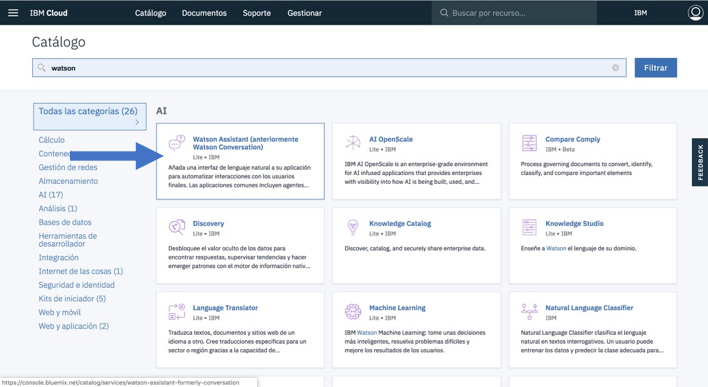 IBM Cloud
Catálogo
Documentos
Soporte
Gestionar
Buscar por recurso...
IBM
Catálogo
watson
Filtrar
Todas las categorías (26)
Cálculo
Gestión de redes
Almacenamiento
AI (17)
Análisis (1)
Bases de datos
Herramientas de
desarrollador
Integración
Internet de las cosas (1)
Seguridad e identidad
Kits de iniciador (5)
Web y móvil
Web y aplicación (2)
AI
Watson Assistant (anteriormente
Watson Conversation)
Lite • IBM
Añada una interfaz de lenguaje natural a su aplicación
para automatizar interacciones con los usuarios
finales. Las aplicaciones comunes incluyen agentes...
AI OpenScale
Lite • IBM
IBM AI OpenScale is an enterprise-grade environment
for AI infused applications that provides enterprises
with visibility into how AI is being built, used, and...
Compare Comply
IBM • Beta
Process governing documents to convert, identify,
classify, and compare important elements
Discovery
Lite • IBM
Desbloquee el valor oculto de los datos para
encontrar respuestas, supervisar tendencias y hacer
emerger patrones con el motor de información nativ...
Knowledge Catalog
Lite • IBM
Discover, catalog, and securely share enterprise data.
Knowledge Studio
Lite • IBM
Enseñe a Watson el lenguaje de su dominio.
Language Translator
Lite • IBM
Traduzca textos, documentos y sitios web de un
idioma a otro. Cree traducciones específicas para un
sector o región gracias a la capacidad de...
Machine Learning
Lite • IBM
IBM Watson Machine Learning: tome unas decisiones
más inteligentes, resuelva problemas difíciles y
mejore los resultados de los usuarios.
Natural Language Classifier
IBM
Natural Language Classifier clasifica el lenguaje
natural en textos interrogativos. Un usuario puede
entrenar los datos y predecir la clase adecuada para...
FEEDBACK
https://console.bluemix.net/catalog/services/watson-assistant-formerly-conversation